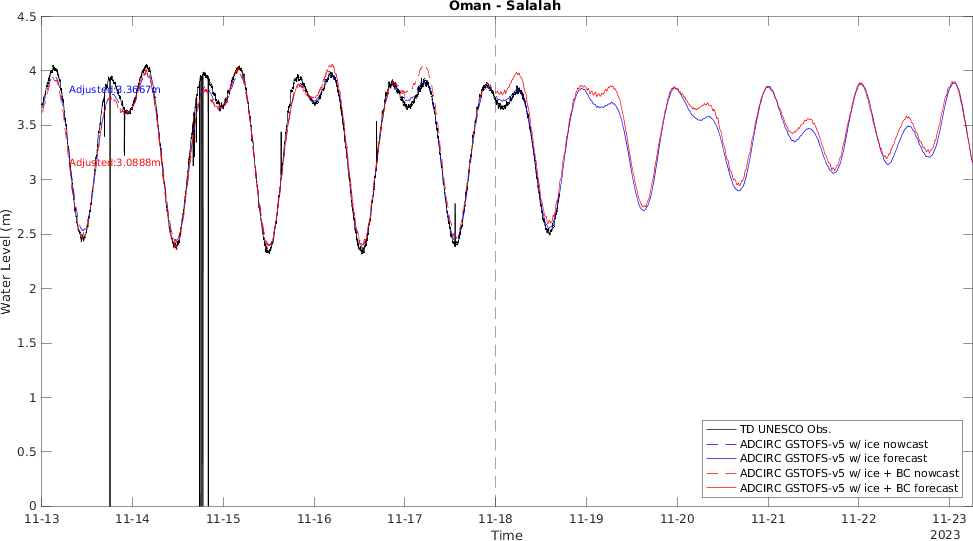 Oman - Salalah
4.5
4
3.5
3
2.5
2
1.5
1
0.5
0
Water Level (m)
Adjusted:3.3667m
Adjusted:3.0888m
TD UNESCO Obs.
ADCIRC GSTOFS-v5 w/ ice nowcast
ADCIRC GSTOFS-v5 w/ ice forecast
ADCIRC GSTOFS-v5 w/ ice + BC nowcast
ADCIRC GSTOFS-v5 w/ ice + BC forecast
11-13 11-14 11-15 11-16 11-17 11-18 11-19 11-20 11-21 11-22 11-23
Time
2023